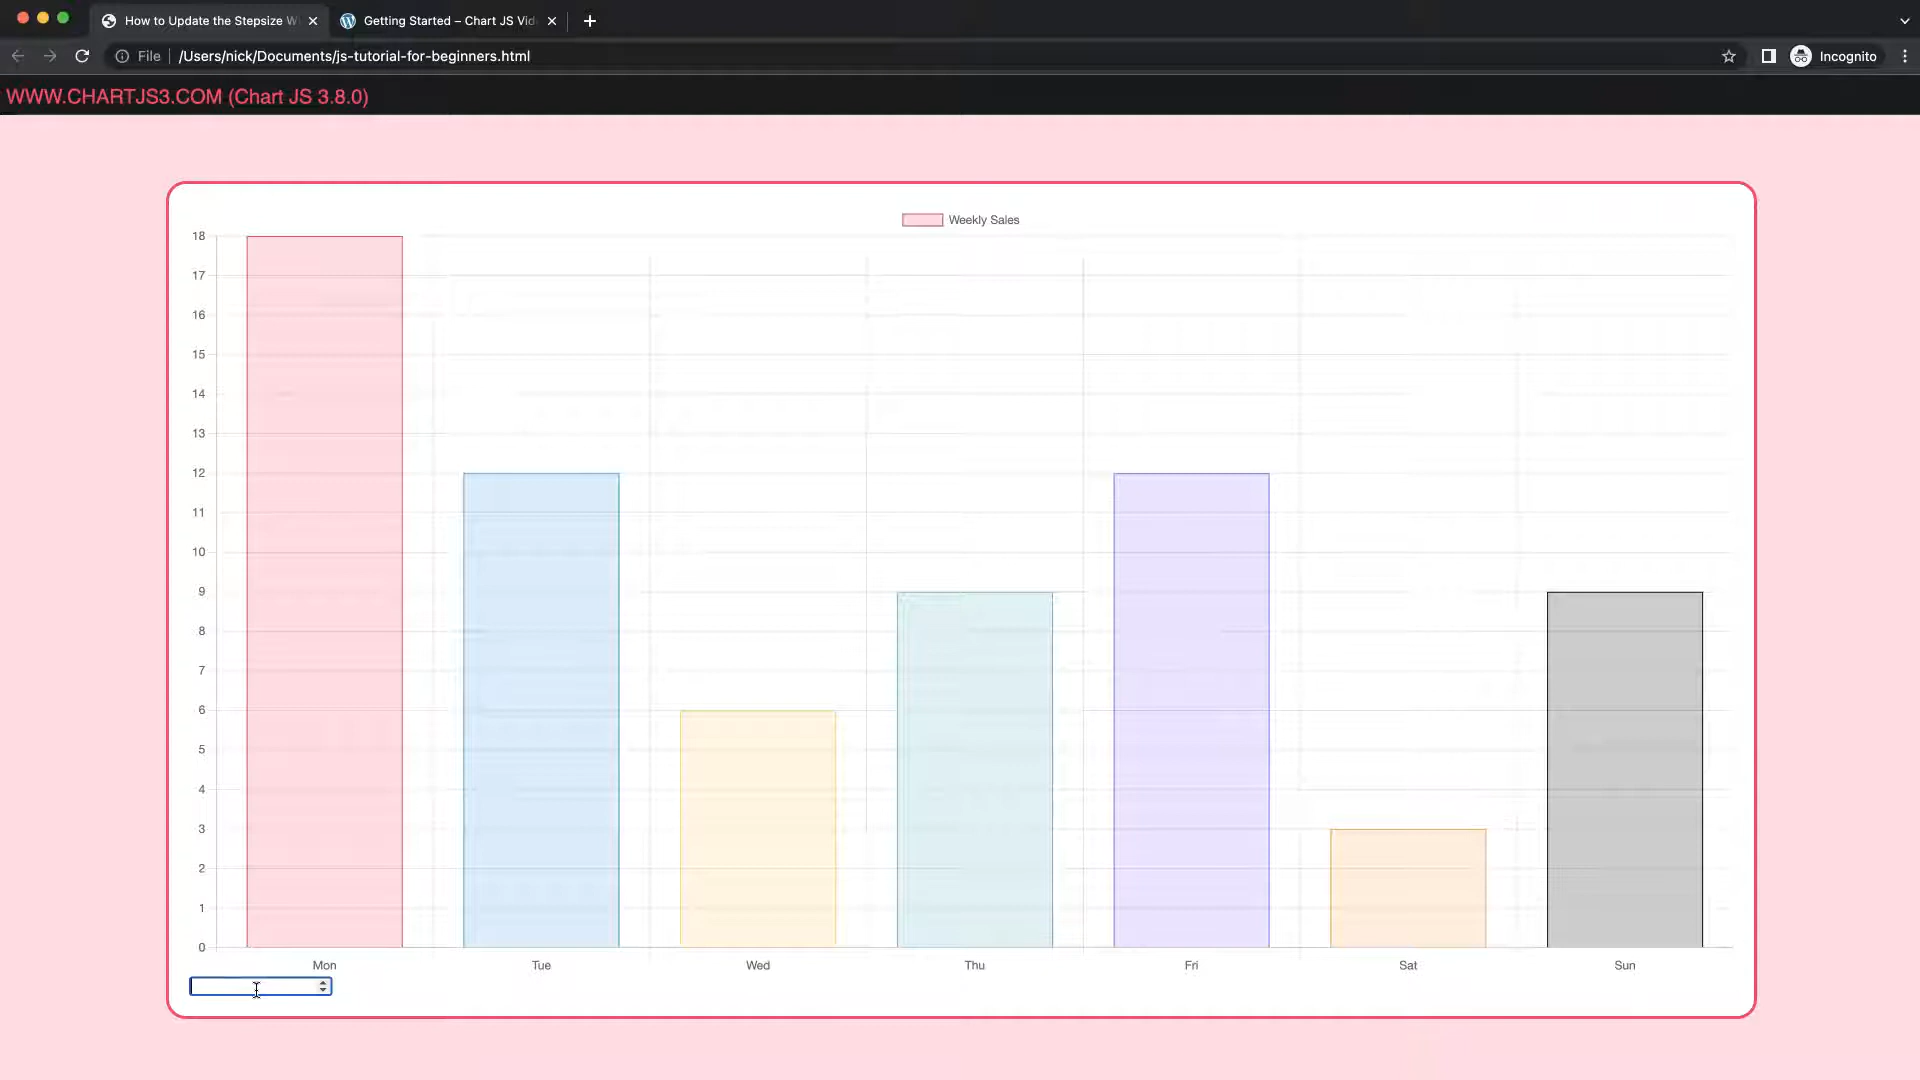 How to Update the Stepsize W
Getting Started – Chart JS Vid
File
/Users/nick/Documents/js-tutorial-for-beginners.html
Incognito
WWW.CHARTJS3.COM (Chart JS 3.8.0)
Weekly Sales
18
17
16
15
14
13
12
11
10
9
8
7
6
5
4
3
2
1
0
Mon Tue Wed Thu Fri Sat Sun